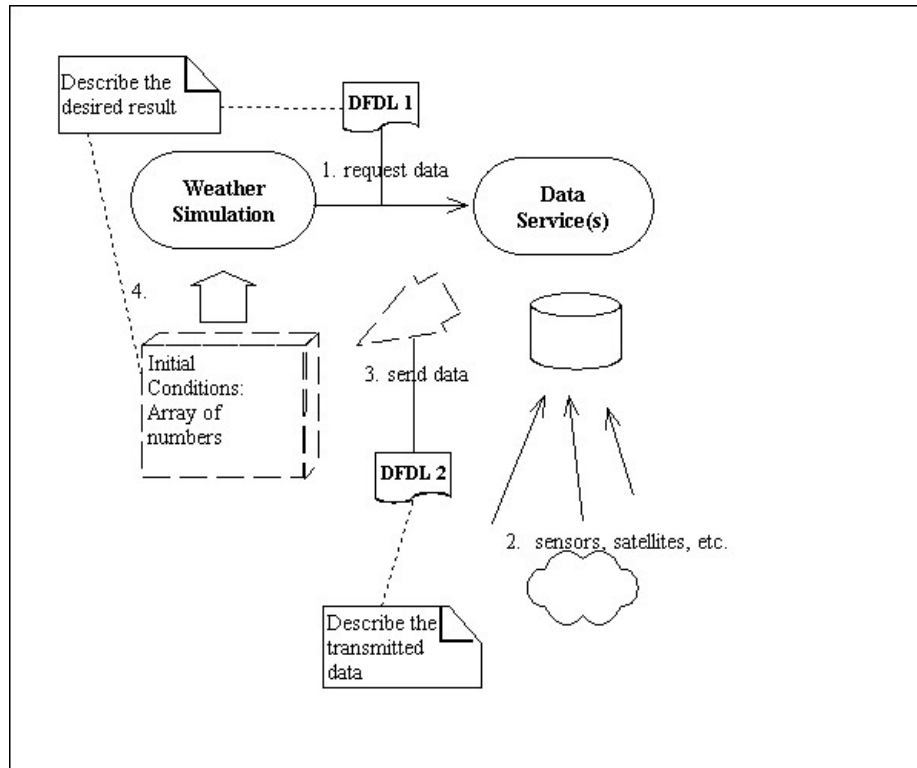 Describe the
desired result
DFDL 1
1. request data
Weather
Simulation
Data
Service(s)
4.
Initial
Conditions:
Array of
numbers
3. send data
DFDL 2
2. sensors, satellites, etc.
Describe the
transmitted
data